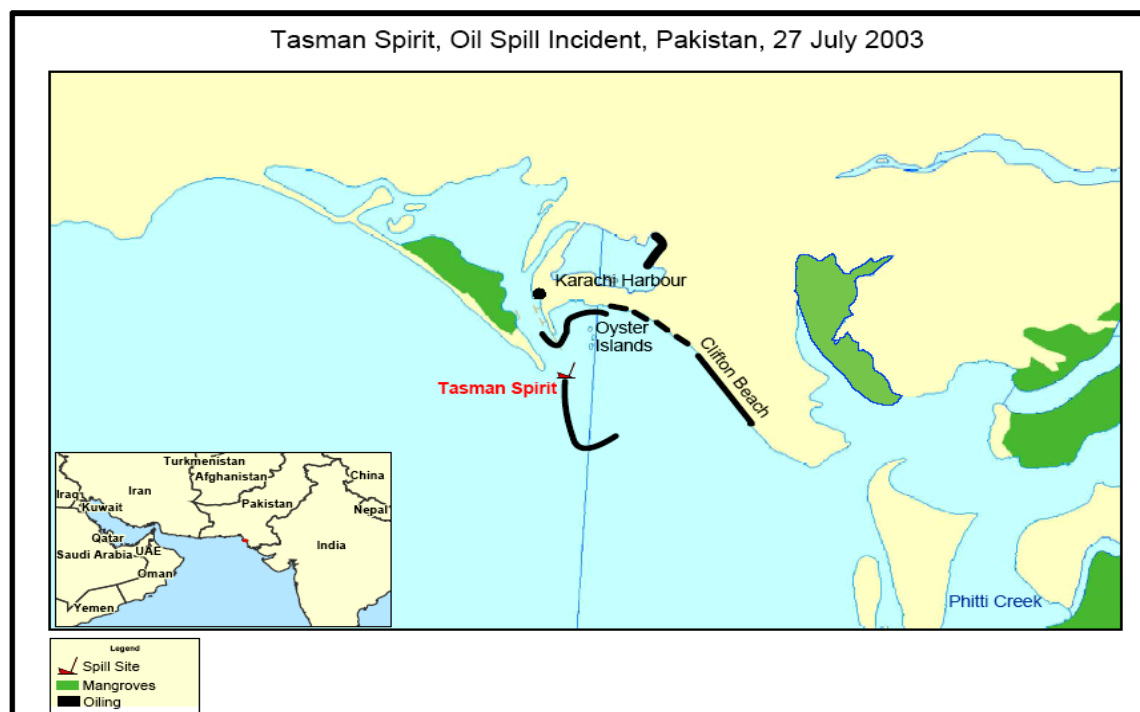 Tasman Spirit, Oil Spill Incident, Pakistan, 27 July 2003
Karachi Harbour
Oyster
Islands
Clifton Beach
Tasman Spirit
Phitti Creek
Turkmenistan
China
Afghanistan
Iraq
Iran
Kuwait
Pakistan
Nepal
Qatar
UAE
India
Saudi Arabia
Oman
Yemen
Legend
Spill Site
Mangroves
Oiling